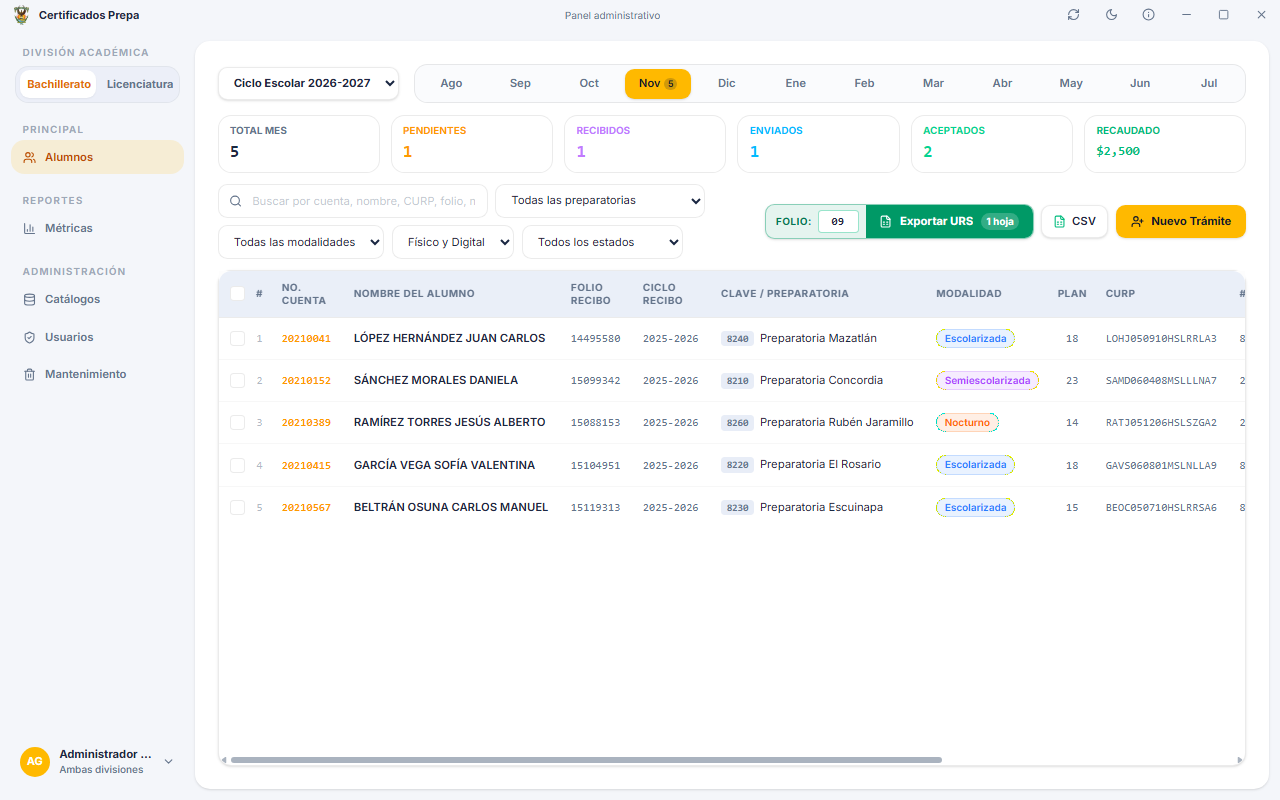 Certificados Prepa
Panel administrativo
DIVISIÓN ACADÉMICA
Bachillerato Licenciatura
PRINCIPAL
Alumnos
REPORTES
Métricas
ADMINISTRACIÓN
Catálogos
Usuarios
Mantenimiento
AG
Administrador ...
Ambas divisiones
Ciclo Escolar 2026-2027
Ago Sep Oct Nov 5 Dic Ene Feb Mar Abr May Jun Jul
TOTAL MES
5
PENDIENTES
1
RECIBIDOS
1
ENVIADOS
1
ACEPTADOS
2
RECAUDADO
$2,500
Buscar por cuenta, nombre, CURP, folio, n
Todas las preparatorias
Todas las modalidades
Físico y Digital
Todos los estados
FOLIO: 09
Exportar URS 1 hoja
CSV
Nuevo Trámite
# NO. CUENTA NOMBRE DEL ALUMNO FOLIO RECIBO CICLO RECIBO CLAVE / PREPARATORIA MODALIDAD PLAN CURP #
1 20210041 LÓPEZ HERNÁNDEZ JUAN CARLOS 14495580 2025-2026 8240 Preparatoria Mazatlán Escolarizada 18 LOHJ050910HSLRRLA3 8
2 20210152 SÁNCHEZ MORALES DANIELA 15099342 2025-2026 8210 Preparatoria Concordia Semiescolarizada 23 SAMD060408MSLLLNA7 2
3 20210389 RAMÍREZ TORRES JESÚS ALBERTO 15088153 2025-2026 8260 Preparatoria Rubén Jaramillo Nocturno 14 RATJ051206HSLSZGA2 2
4 20210415 GARCÍA VEGA SOFÍA VALENTINA 15104951 2025-2026 8220 Preparatoria El Rosario Escolarizada 18 GAVS060801MSLNLLA9 8
5 20210567 BELTRÁN OSUNA CARLOS MANUEL 15119313 2025-2026 8230 Preparatoria Escuinapa Escolarizada 15 BEOC050710HSLRRSA6 8